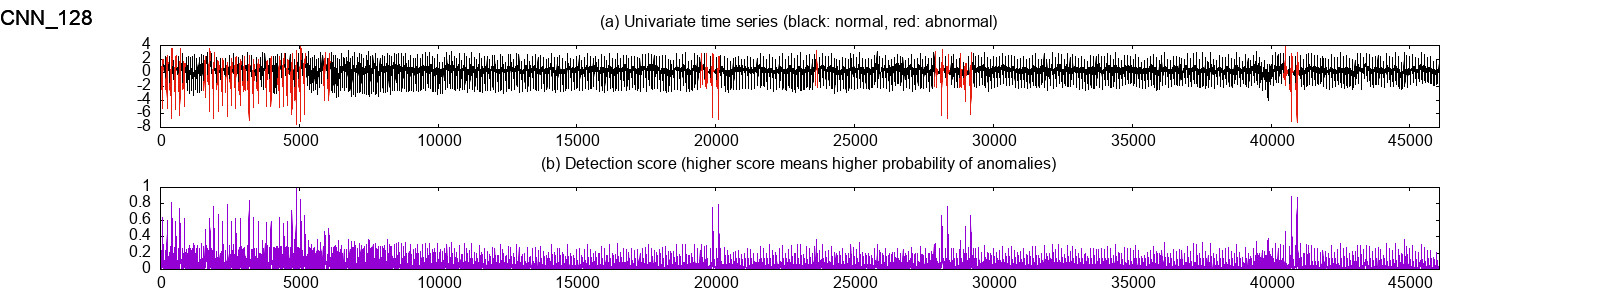 CNN_128
(a) Univariate time series (black: normal, red: abnormal)
4
2
0
-2
-4
-6
-8
0 5000 10000 15000 20000 25000 30000 35000 40000 45000
(b) Detection score (higher score means higher probability of anomalies)
1
0.8
0.6
0.4
0.2
0
0 5000 10000 15000 20000 25000 30000 35000 40000 45000